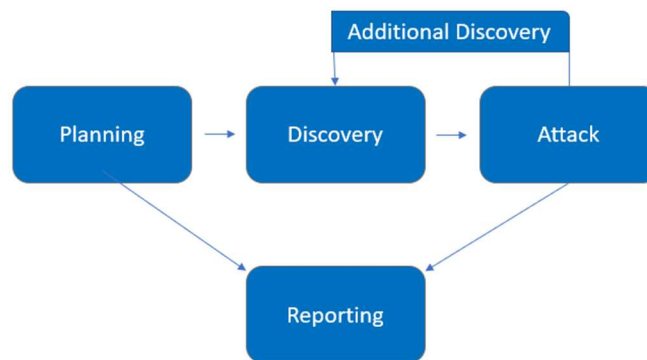 Additional Discovery
Planning
Discovery
Attack
Reporting